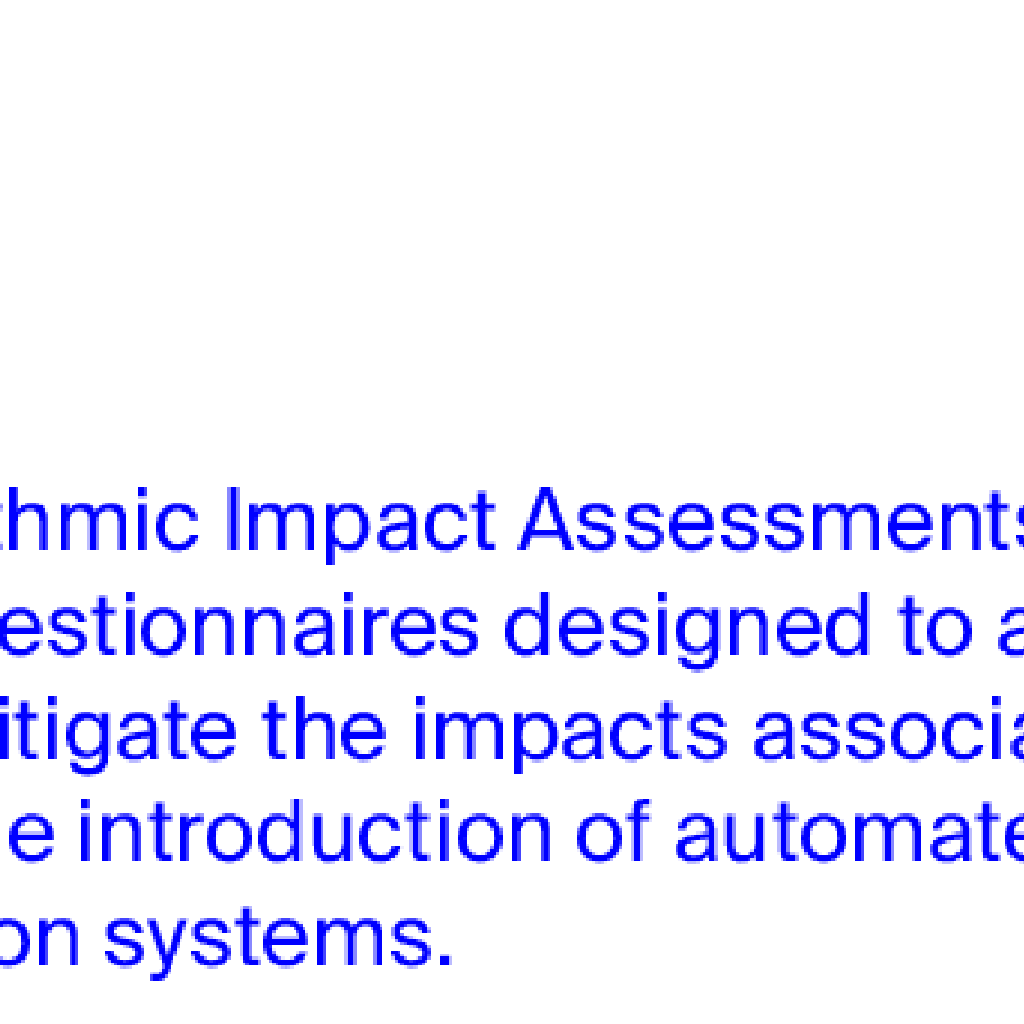 thmic Impact Assessments
estionnaires designed to a
itigate the impacts associa
e introduction of automate
on systems.